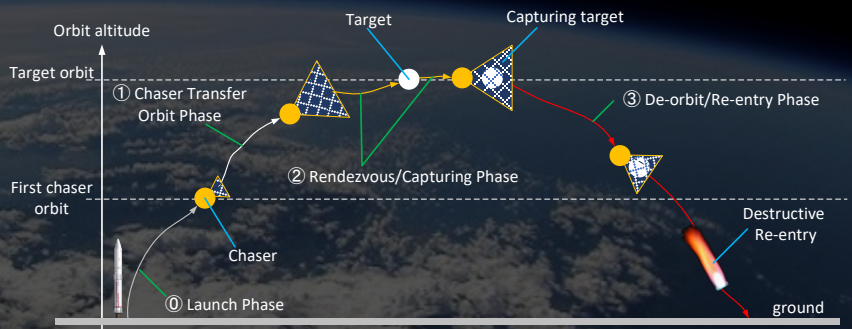 Target
Capturing target
Orbit altitude
Target orbit
① Chaser Transfer
Orbit Phase
③ De-orbit/Re-entry Phase
② Rendezvous/Capturing Phase
First chaser
orbit
Destructive
Re-entry
Chaser
⓪ Launch Phase
ground